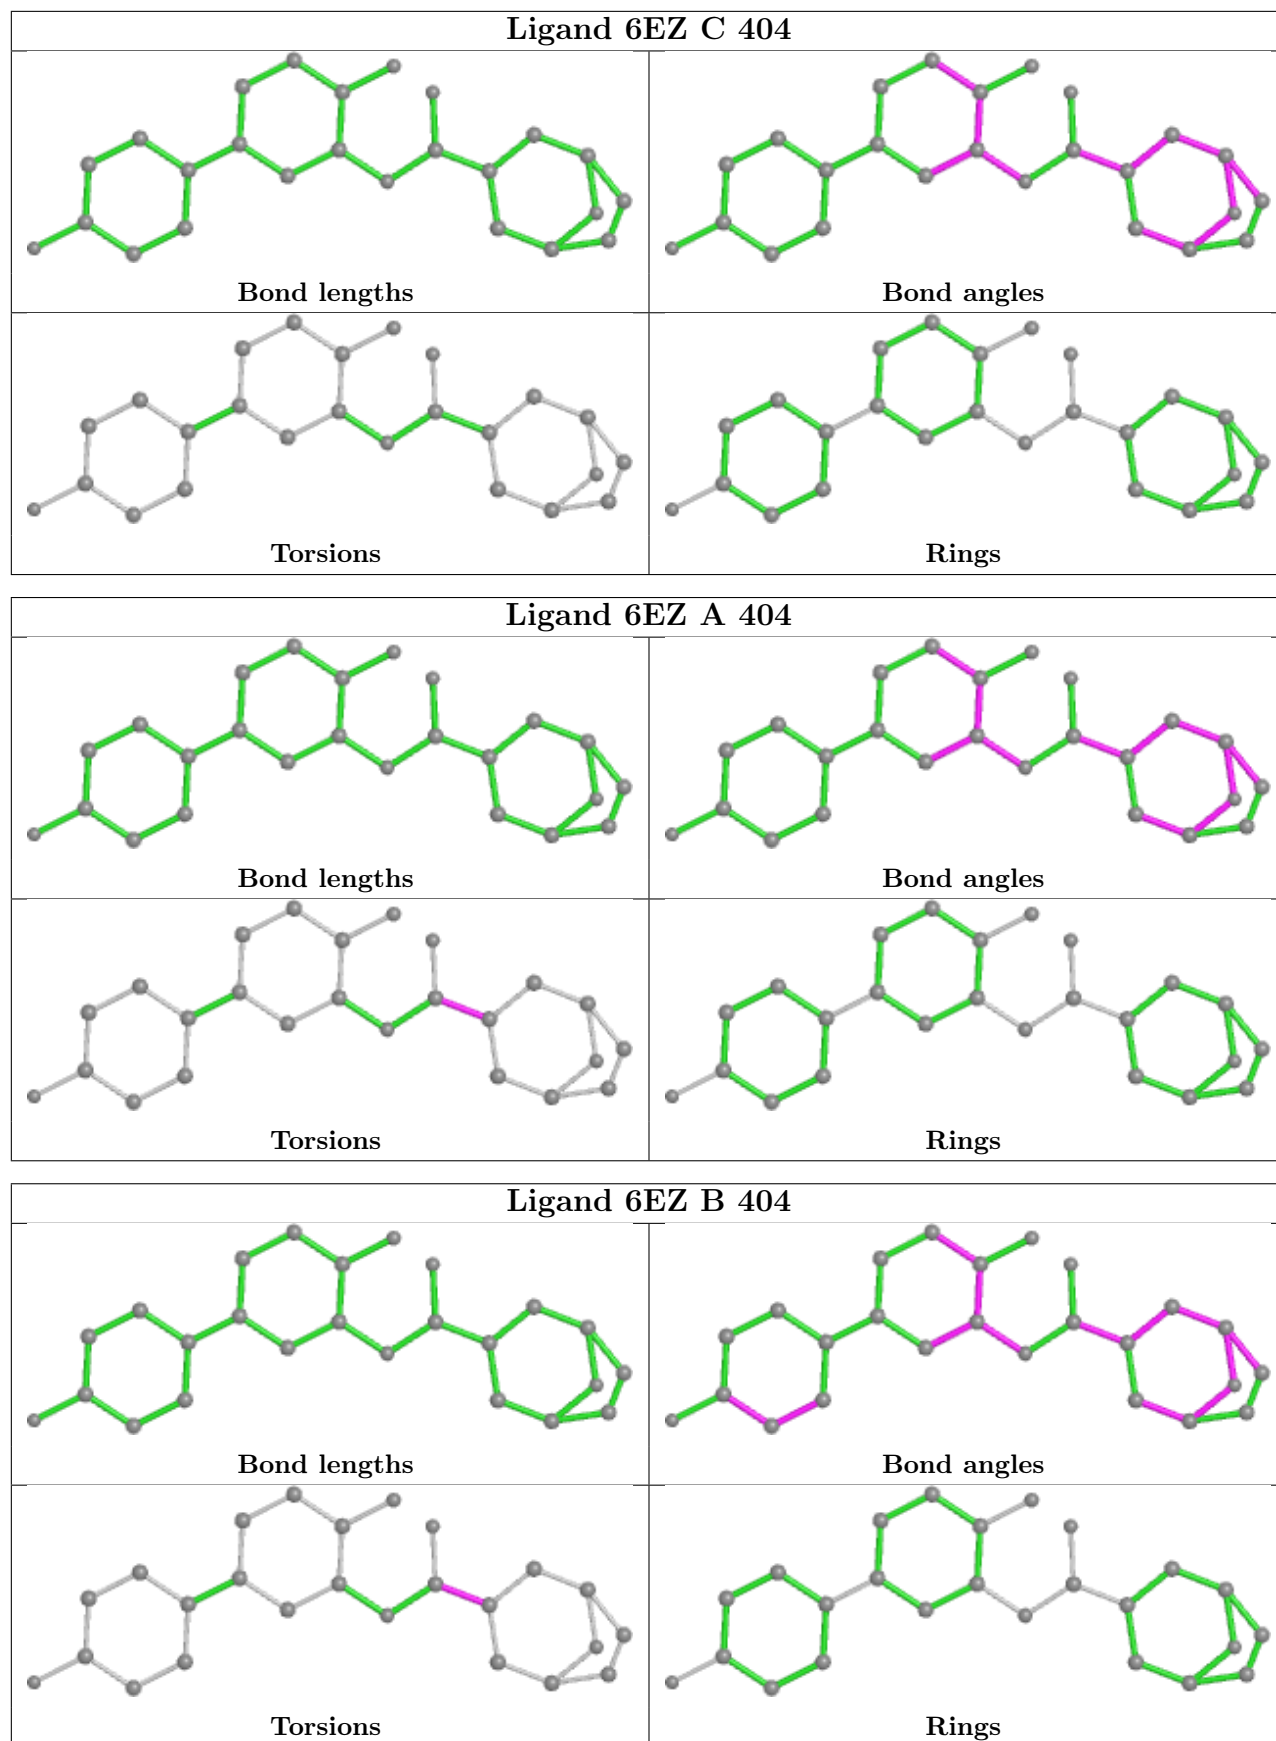 Ligand 6EZ C 404
Bond lengths
Bond angles
Torsions
Rings
Ligand 6EZ A 404
Bond lengths
Bond angles
Torsions
Rings
Ligand 6EZ B 404
Bond lengths
Bond angles
Torsions
Rings